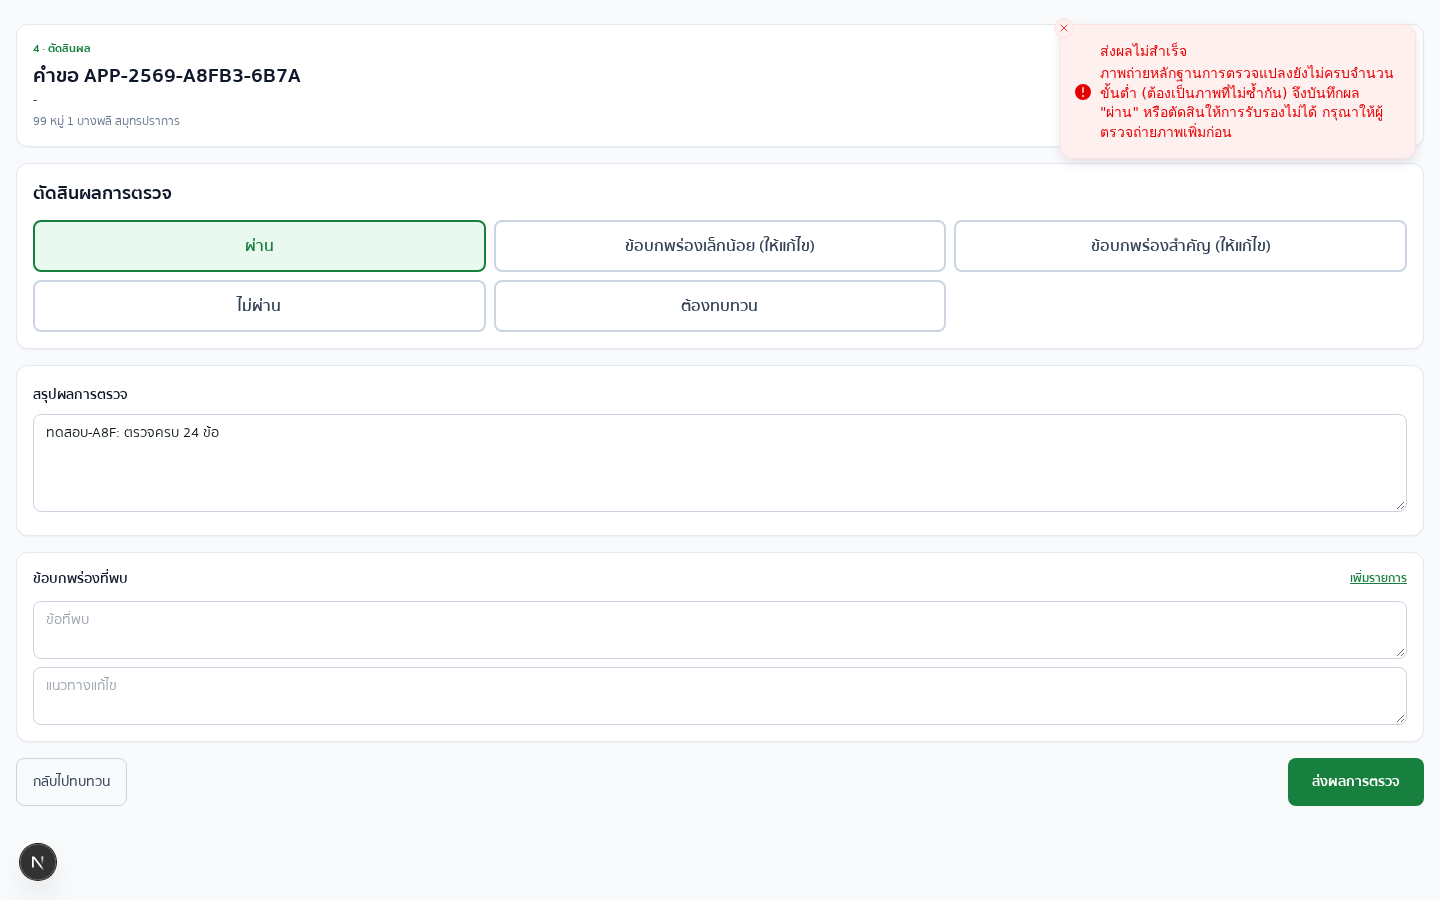 4 · ตัดสินผล
คำขอ APP-2569-A8FB3-6B7A
-
99 หมู่ 1 บางพลี สมุทรปราการ
ส่งผลไม่สำเร็จ
ภาพถ่ายหลักฐานการตรวจแปลงยังไม่ครบจำนวน
ขั้นต่ำ (ต้องเป็นภาพที่ไม่ซ้ำกัน) จึงบันทึกผล
"ผ่าน" หรือตัดสินให้การรับรองไม่ได้ กรุณาให้ผู้
ตรวจถ่ายภาพเพิ่มก่อน
ตัดสินผลการตรวจ
ผ่าน
ข้อบกพร่องเล็กน้อย (ให้แก้ไข)
ข้อบกพร่องสำคัญ (ให้แก้ไข)
ไม่ผ่าน
ต้องทบทวน
สรุปผลการตรวจ
ทดสอบ-A8F: ตรวจครบ 24 ข้อ
ข้อบกพร่องที่พบ
เพิ่มรายการ
ข้อที่พบ
แนวทางแก้ไข
กลับไปทบทวน
ส่งผลการตรวจ
N